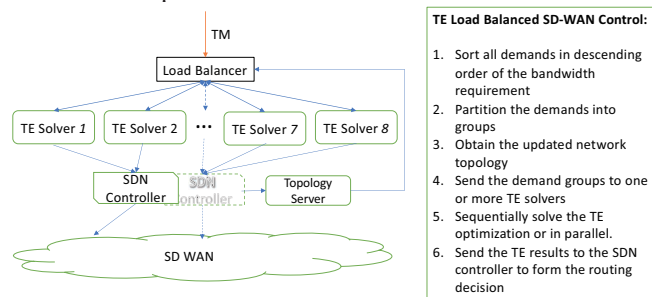 TM
Load Balancer
TE Solver 1
TE Solver 2
...
TE Solver 7
TE Solver 8
SDN
Controller
SDN
Controller
Topology
Server
SD WAN
TE Load Balanced SD-WAN Control:
1. Sort all demands in descending
order of the bandwidth
requirement
2. Partition the demands into
groups
3. Obtain the updated network
topology
4. Send the demand groups to one
or more TE solvers
5. Sequentially solve the TE
optimization or in parallel.
6. Send the TE results to the SDN
controller to form the routing
decision